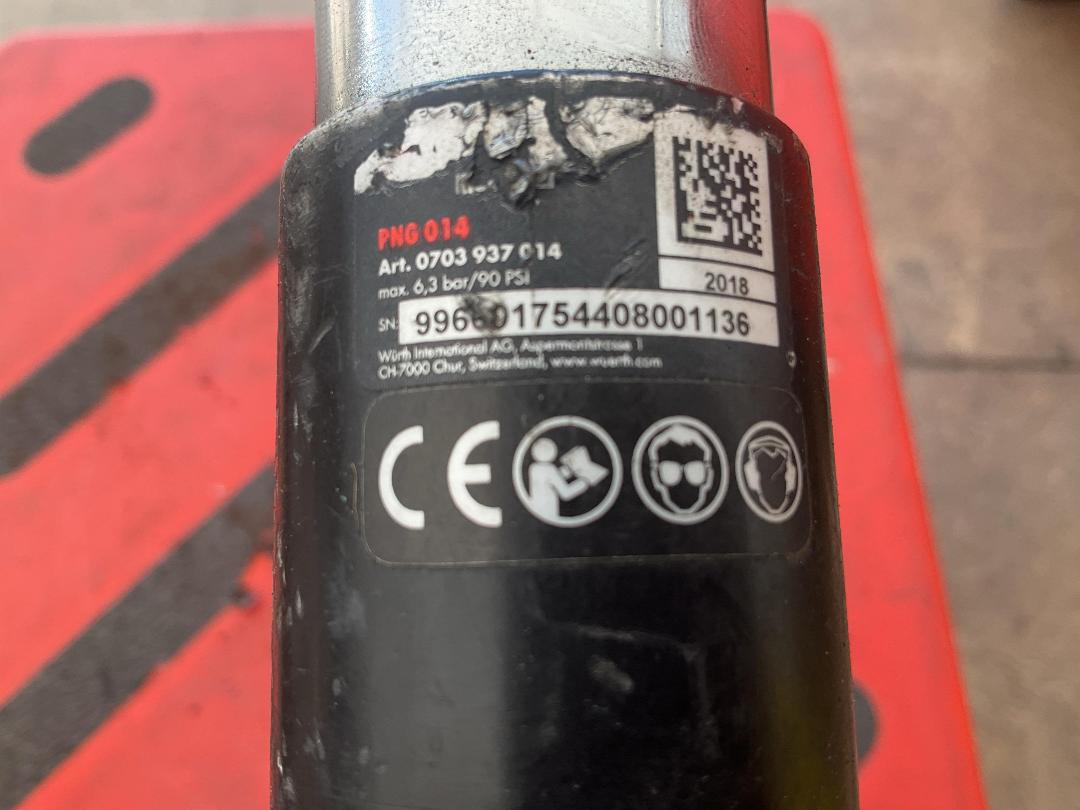 PNG 014
Art. 0703 937 014
max. 6,3 bar/90 PSI
2018
SN: 996601754408001136
Würth International AG, Aspermontstrasse 1
CH-7000 Chur, Switzerland, www.wuerth.com
CE